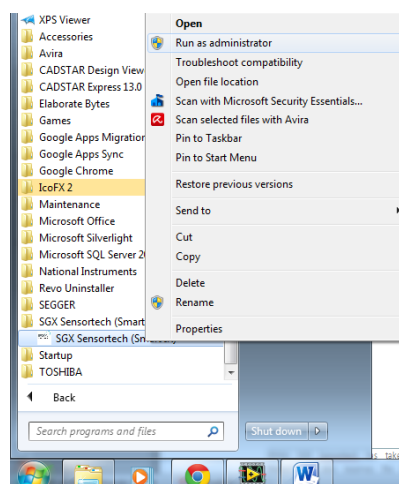 XPS Viewer
Accessories
Avira
CADSTAR Design View
CADSTAR Express 13.0
Elaborate Bytes
Games
Google Apps Migration
Google Apps Sync
Google Chrome
IcoFX 2
Maintenance
Microsoft Office
Microsoft Silverlight
Microsoft SQL Server 20
National Instruments
Revo Uninstaller
SEGGER
SGX Sensortech (Smart
SGX Sensortech (Smartech)
Startup
TOSHIBA
Back
Search programs and files
Shut down
Open
Run as administrator
Troubleshoot compatibility
Open file location
Scan with Microsoft Security Essentials...
Scan selected files with Avira
Pin to Taskbar
Pin to Start Menu
Restore previous versions
Send to
Cut
Copy
Delete
Rename
Properties